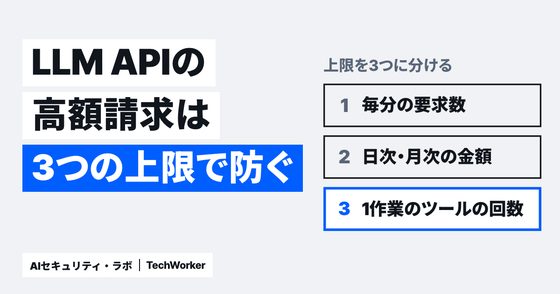 LLM APIの
高額請求は
3つの上限で防ぐ
上限を3つに分ける
1 毎分の要求数
2 日次・月次の金額
3 1作業のツールの回数
AIセキュリティ・ラボ | TechWorker